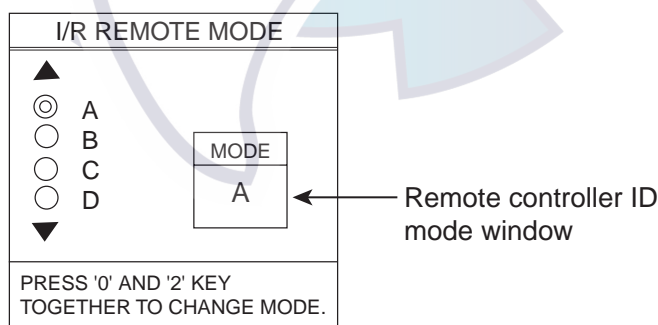 I/R REMOTE MODE
A
B
C
D
MODE
A
Remote controller ID
mode window
PRESS '0' AND '2' KEY
TOGETHER TO CHANGE MODE.